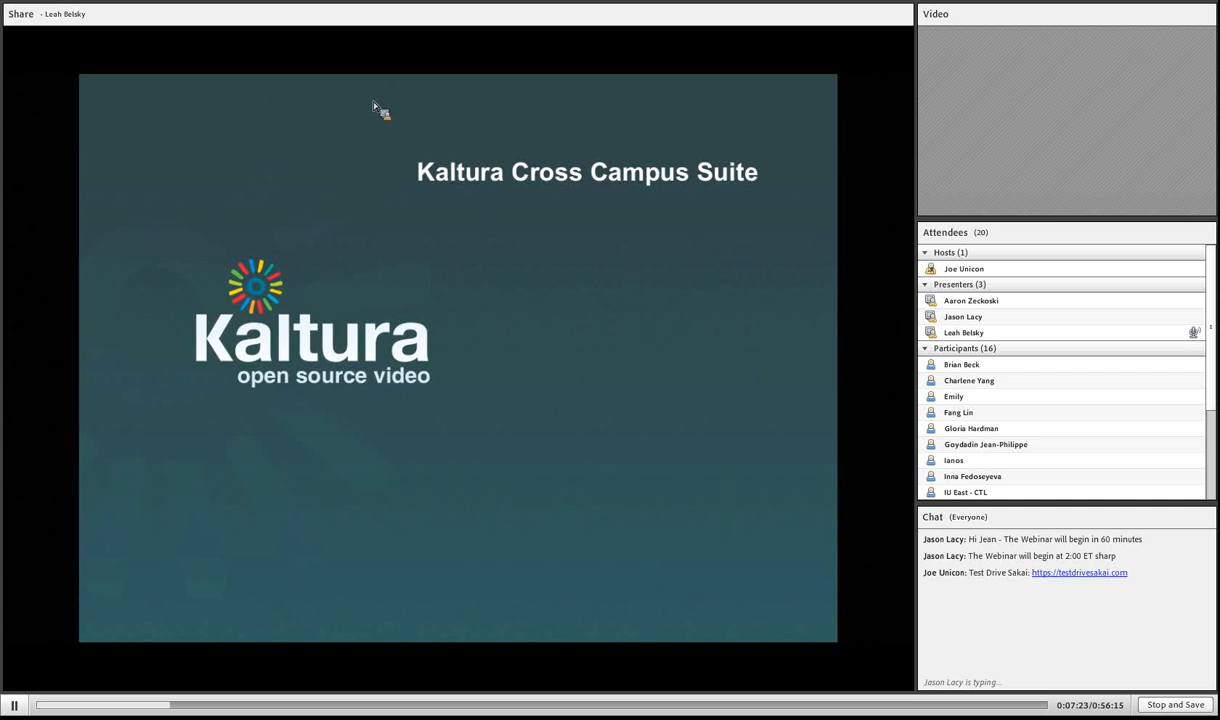 Share - Leah Belsky
Kaltura Cross Campus Suite
Kaltura
open source video
Video
Attendees (20)
Hosts (1)
Joe Unicon
Presenters (3)
Aaron Zeckoski
Jason Lacy
Leah Belsky
Participants (16)
Brian Beck
Charlene Yang
Emily
Fang Lin
Gloria Hardman
Goydadin Jean-Philippe
Ianos
Inna Fedoseyeva
IU East - CTL
Chat (Everyone)
Jason Lacy: Hi Jean - The Webinar will begin in 60 minutes
Jason Lacy: The Webinar will begin at 2:00 ET sharp
Joe Unicon: Test Drive Sakai: https://testdrivesakai.com
Jason Lacy is typing...
0:07:23/0:56:15
Stop and Save